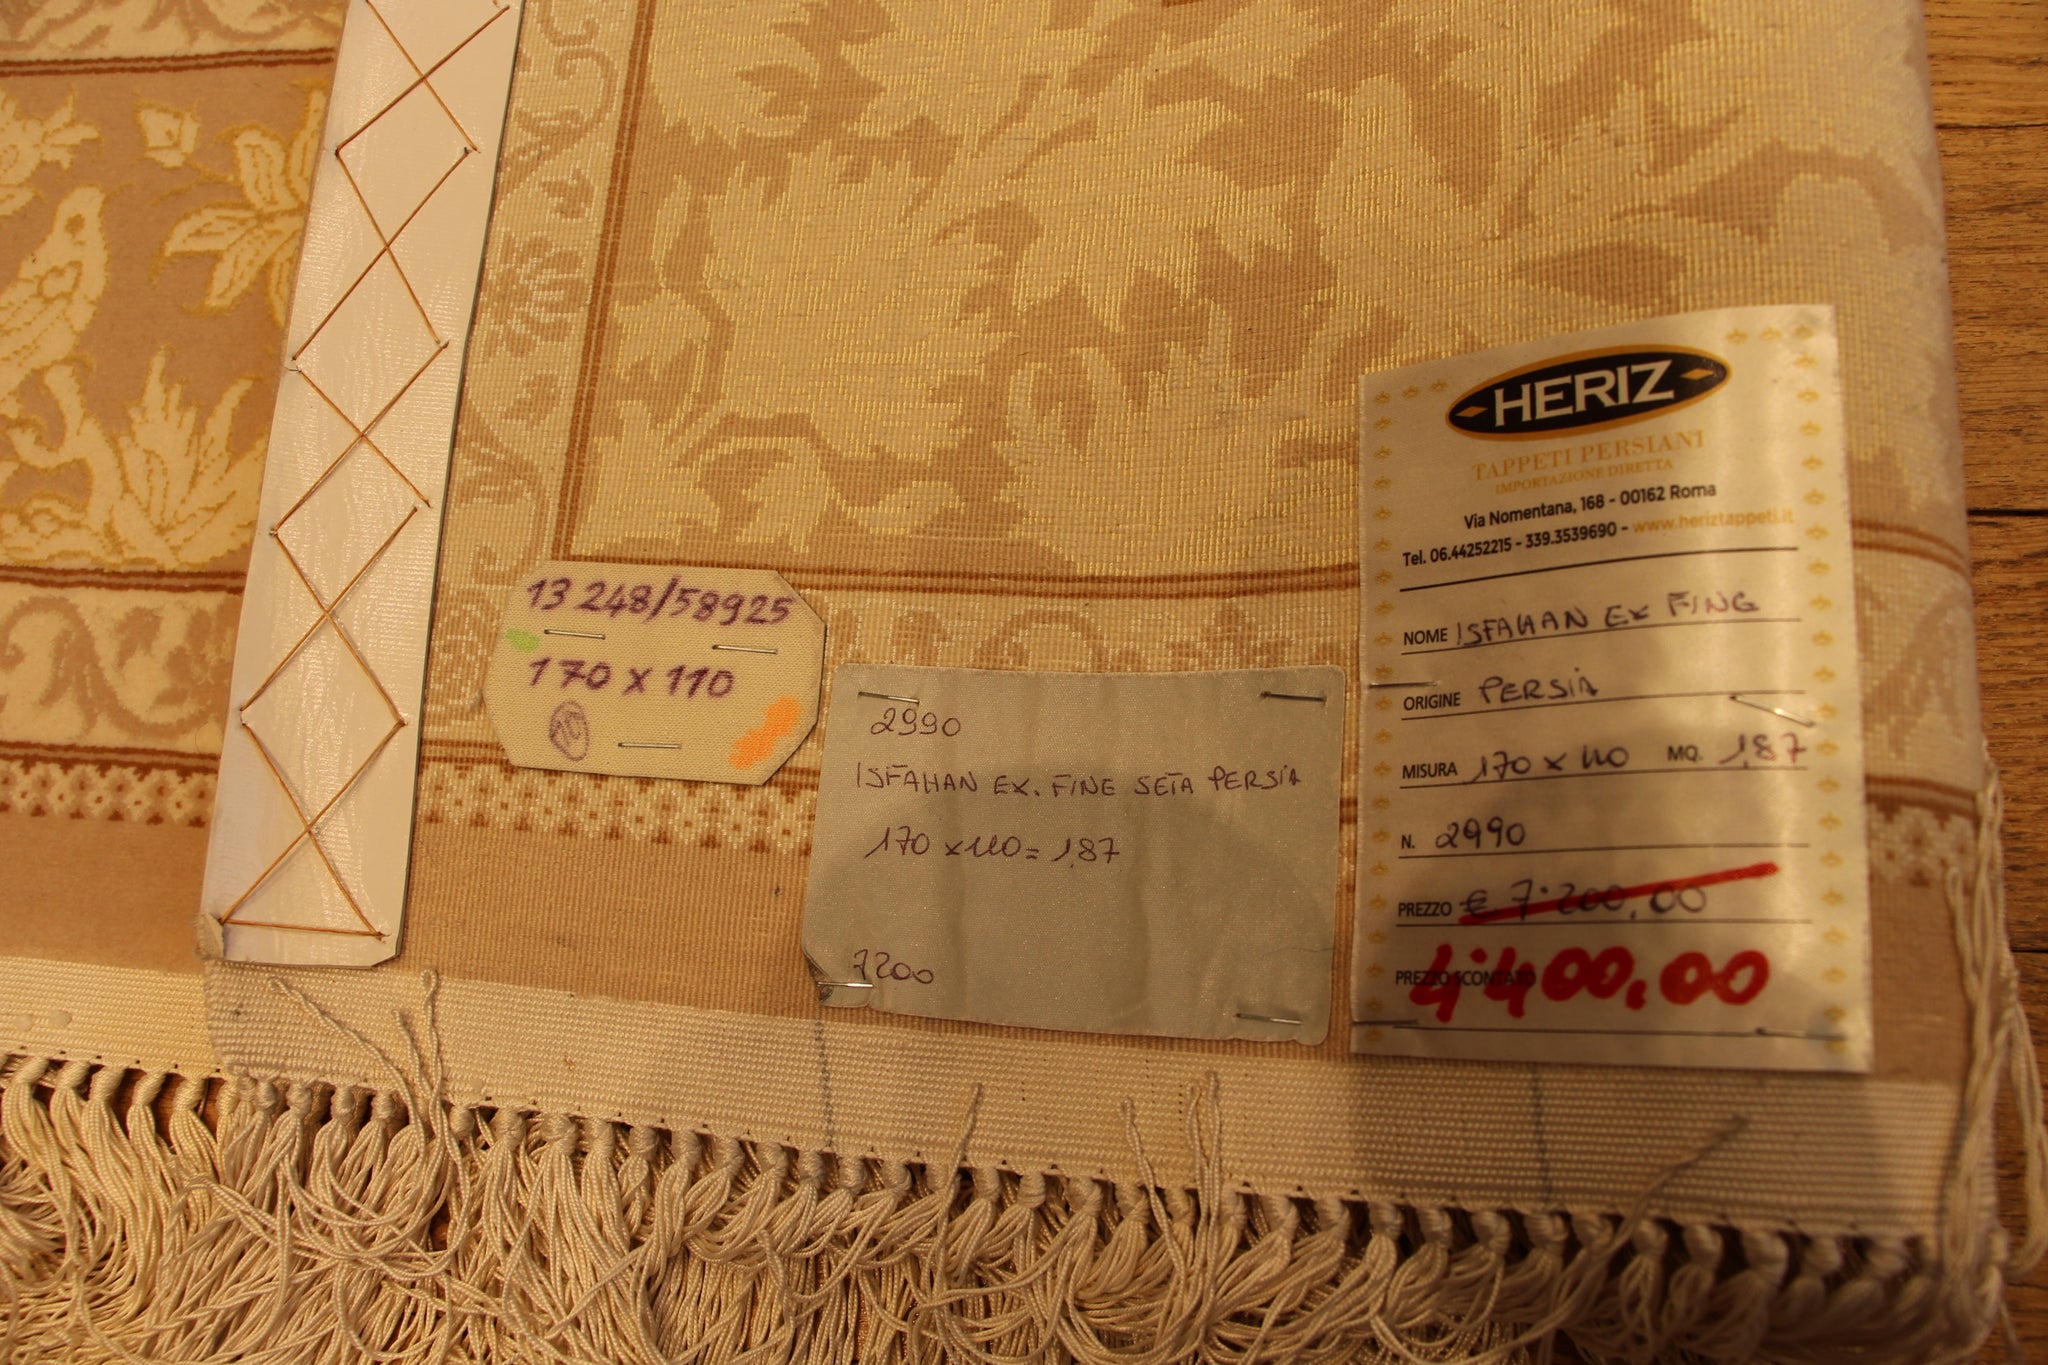 13 248/58925
170 x 110
10
2990
ISFAHAN EX. FINE SETA PERSIA
170 x 110 = 1,87
7200
HERIZ
TAPPETI PERSIANI
IMPORTAZIONE DIRETTA
Via Nomentana, 168 - 00162 Roma
Tel. 06.44252215 - 339.3539690 - www.heriztappeti.it
NOME ISFAHAN EX FING
ORIGINE PERSIA
MISURA 170 x 110 MQ. 1,87
N. 2990
PREZZO € 7.200,00
PREZZO SCONTATO 4.400,00